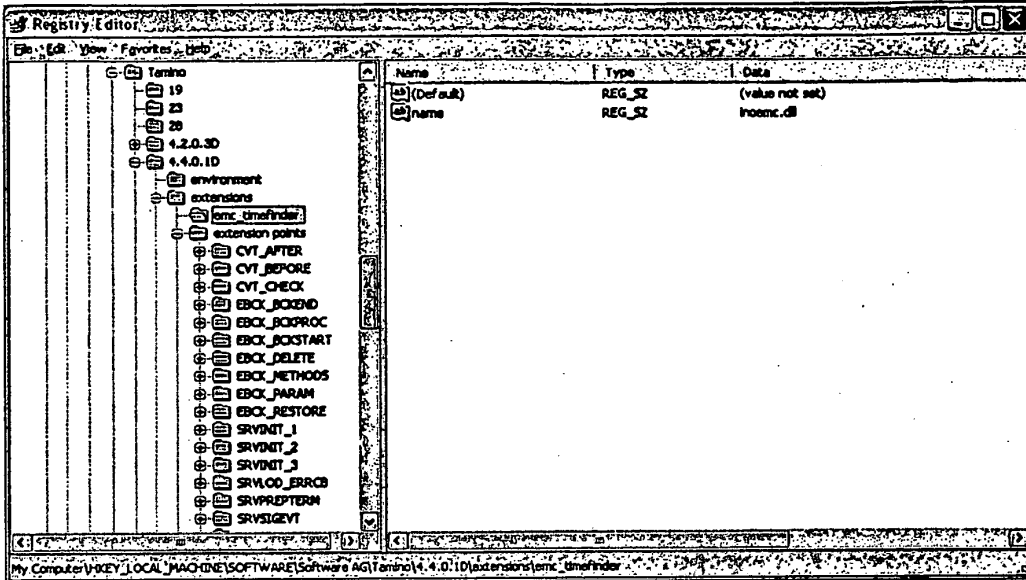 Registry Editor
File Edit View Favorites Help
Tamino
19
23
28
4.2.0.3D
4.4.0.1D
environment
extensions
emc_timefinder
extension points
CVT_AFTER
CVT_BEFORE
CVT_CHECK
EBCK_BCKEND
EBCK_BCKPROC
EBCK_BCKSTART
EBCK_DELETE
EBCK_METHODS
EBCK_PARAM
EBCK_RESTORE
SRVINIT_1
SRVINIT_2
SRVINIT_3
SRVLOD_ERRCB
SRVPREPTERM
SRVSIGEVT
Name Type Data
(Default) REG_SZ (value not set)
name REG_SZ inoemc.dll
My Computer\HKEY_LOCAL_MACHINE\SOFTWARE\Software AG\Tamino\4.4.0.1D\extensions\emc_timefinder